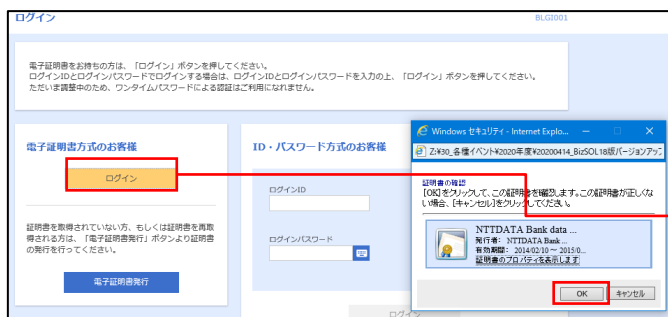 ログイン
BLGI001
電子証明書をお持ちの方は、「ログイン」ボタンを押してください。
ログインIDとログインパスワードでログインする場合は、ログインIDとログインパスワードを入力の上、「ログイン」ボタンを押してください。
ただいま調整中のため、ワンタイムパスワードによる認証はご利用になれません。
電子証明書方式のお客様
ログイン
証明書を取得されていない方、もしくは証明書を再取
得される方は、「電子証明書発行」ボタンより証明書
の発行を行ってください。
電子証明書発行
ID・パスワード方式のお客様
ログインID
ログインパスワード
ログイン
Windows セキュリティ - Internet Explo...
Z:¥30_各種イベント¥2020年度¥20200414_BizSOL18版バージョンアッ
証明書の確認
[OK] をクリックして、この証明書を確認します。この証明書が正しくな
い場合、[キャンセル] をクリックしてください。
NTTDATA Bank data ...
発行者: NTTDATA Bank ...
有効期間: 2014/02/10 ～ 2015/0...
証明書のプロパティを表示します
OK
キャンセル